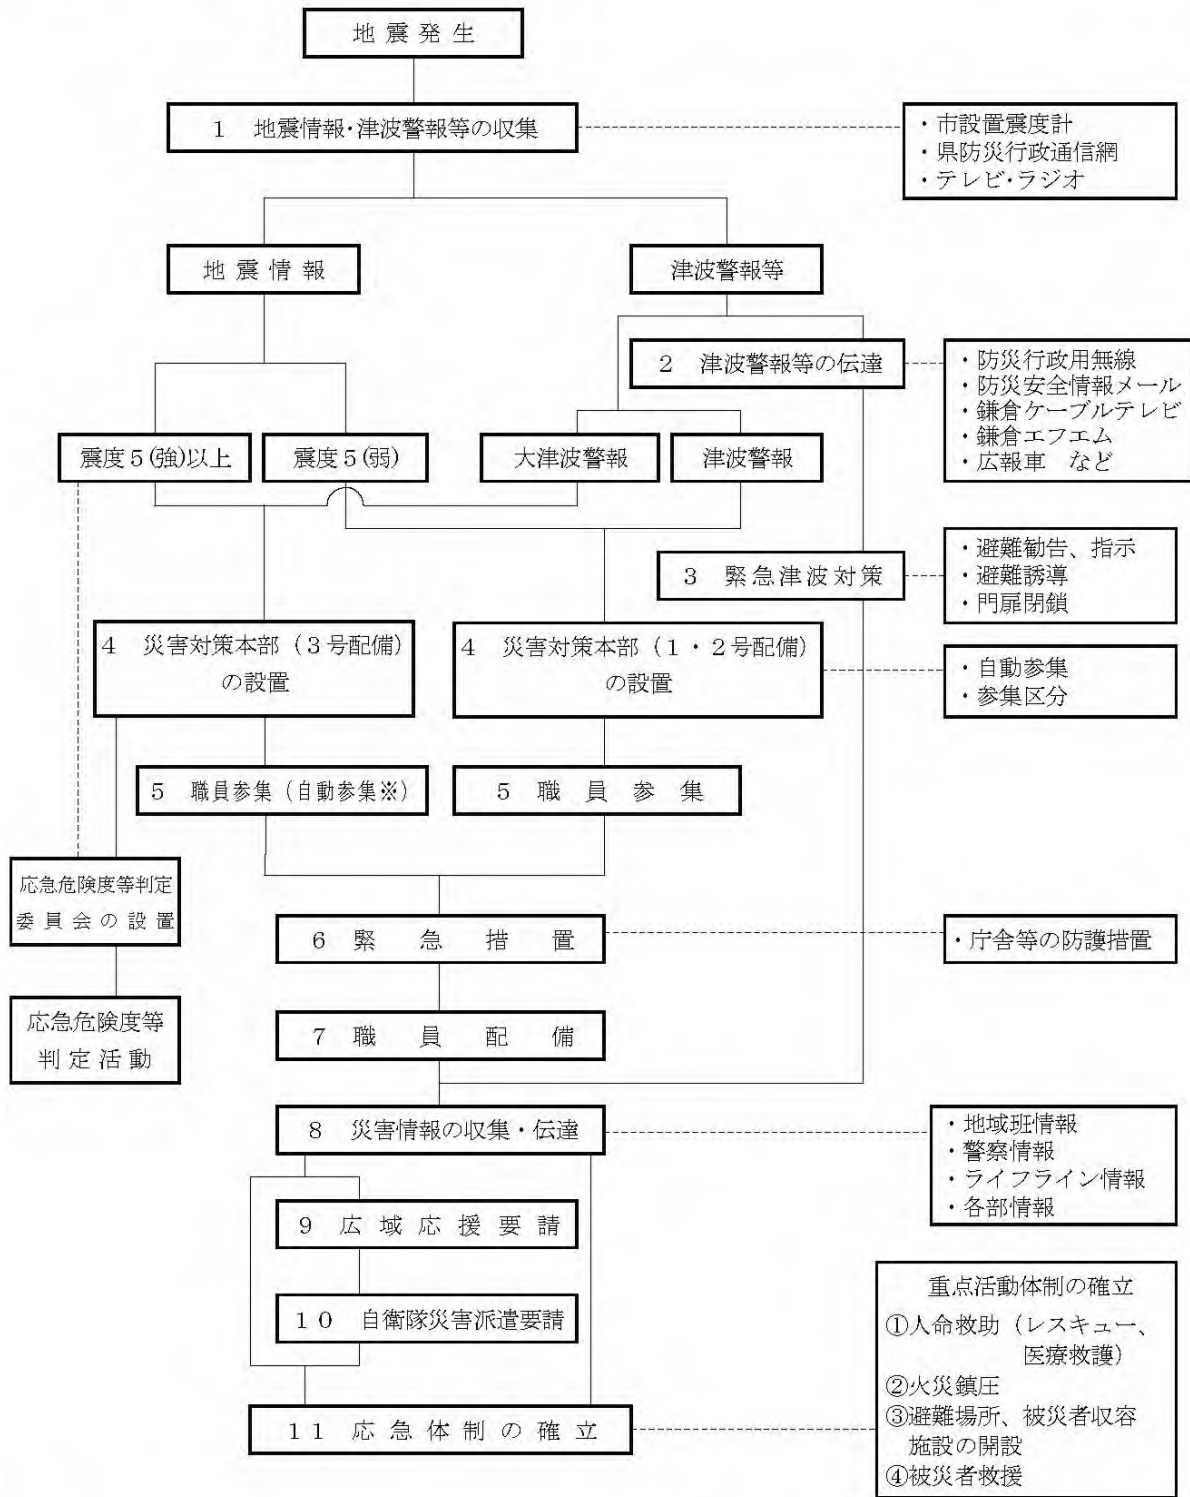 地震発生
1 地震情報・津波警報等の収集
・市設置震度計
・県防災行政通信網
・テレビ・ラジオ
地震情報
津波警報等
2 津波警報等の伝達
・防災行政用無線
・防災安全情報メール
・鎌倉ケーブルテレビ
・鎌倉エフエム
・広報車 など
震度5(強)以上
震度5(弱)
大津波警報
津波警報
3 緊急津波対策
・避難勧告、指示
・避難誘導
・門扉閉鎖
4 災害対策本部(3号配備)
の設置
4 災害対策本部(1・2号配備)
の設置
・自動参集
・参集区分
5 職員参集(自動参集※)
5 職員参集
応急危険度等判定
委員会の設置
6 緊急措置
・庁舎等の防護措置
応急危険度等
判定活動
7 職員配備
8 災害情報の収集・伝達
・地域班情報
・警察情報
・ライフライン情報
・各部情報
9 広域応援要請
10 自衛隊災害派遣要請
11 応急体制の確立
重点活動体制の確立
①人命救助(レスキュー、
医療救護)
②火災鎮圧
③避難場所、被災者収容
施設の開設
④被災者救援